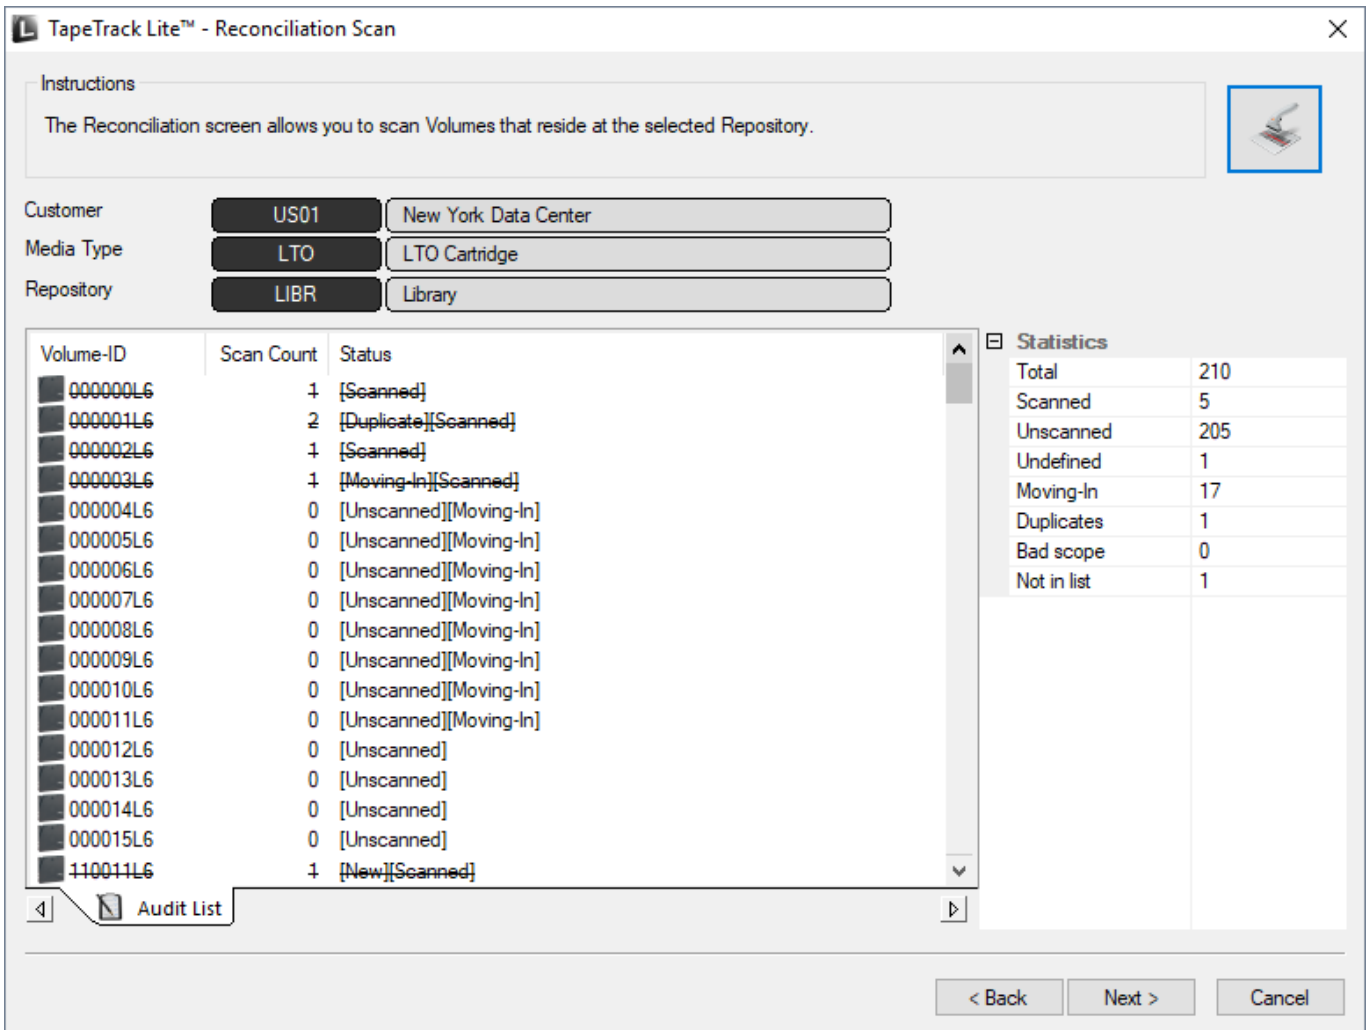 TapeTrack Lite™ - Reconciliation Scan
Instructions
The Reconciliation screen allows you to scan Volumes that reside at the selected Repository.
Customer US01 New York Data Center
Media Type LTO LTO Cartridge
Repository LIBR Library
Volume-ID Scan Count Status
000000L6 1 [Scanned]
000001L6 2 [Duplicate][Scanned]
000002L6 1 [Scanned]
000003L6 1 [Moving-In][Scanned]
000004L6 0 [Unscanned][Moving-In]
000005L6 0 [Unscanned][Moving-In]
000006L6 0 [Unscanned][Moving-In]
000007L6 0 [Unscanned][Moving-In]
000008L6 0 [Unscanned][Moving-In]
000009L6 0 [Unscanned][Moving-In]
000010L6 0 [Unscanned][Moving-In]
000011L6 0 [Unscanned][Moving-In]
000012L6 0 [Unscanned]
000013L6 0 [Unscanned]
000014L6 0 [Unscanned]
000015L6 0 [Unscanned]
110011L6 1 [New][Scanned]
Audit List
Statistics
Total 210
Scanned 5
Unscanned 205
Undefined 1
Moving-In 17
Duplicates 1
Bad scope 0
Not in list 1
< Back Next > Cancel